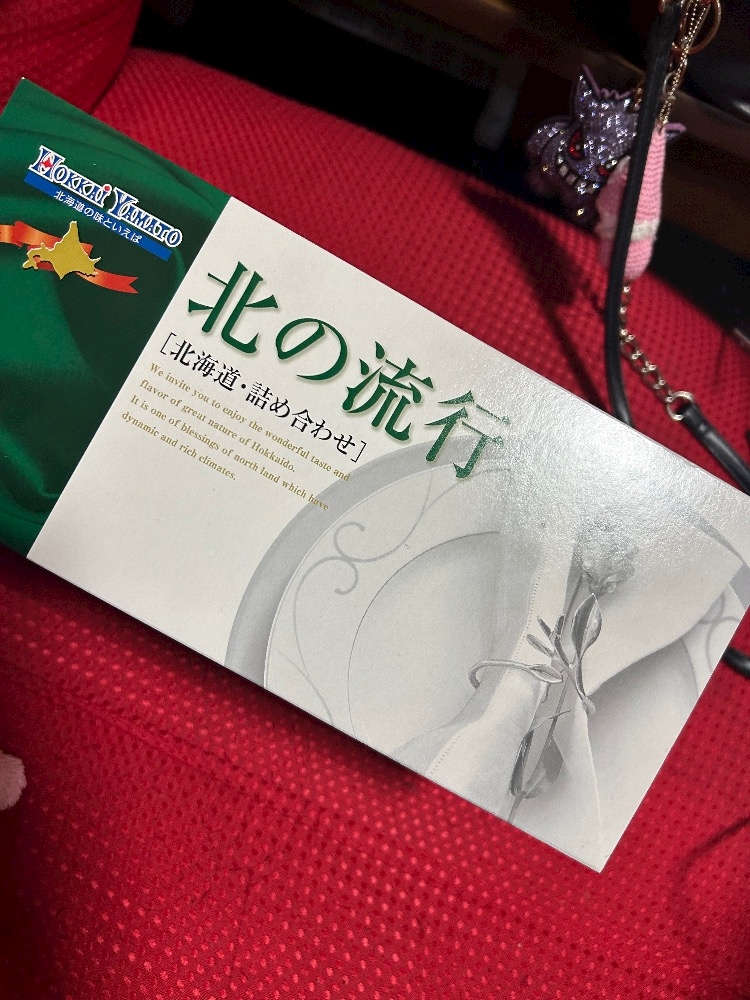 HOKKAI YAMATO
北海道の味といえば
北の流行
[北海道・詰め合わせ]
We invite you to enjoy the wonderful taste and
flavor of great nature of Hokkaido.
It is one of blessings of north land which have
dynamic and rich climates.